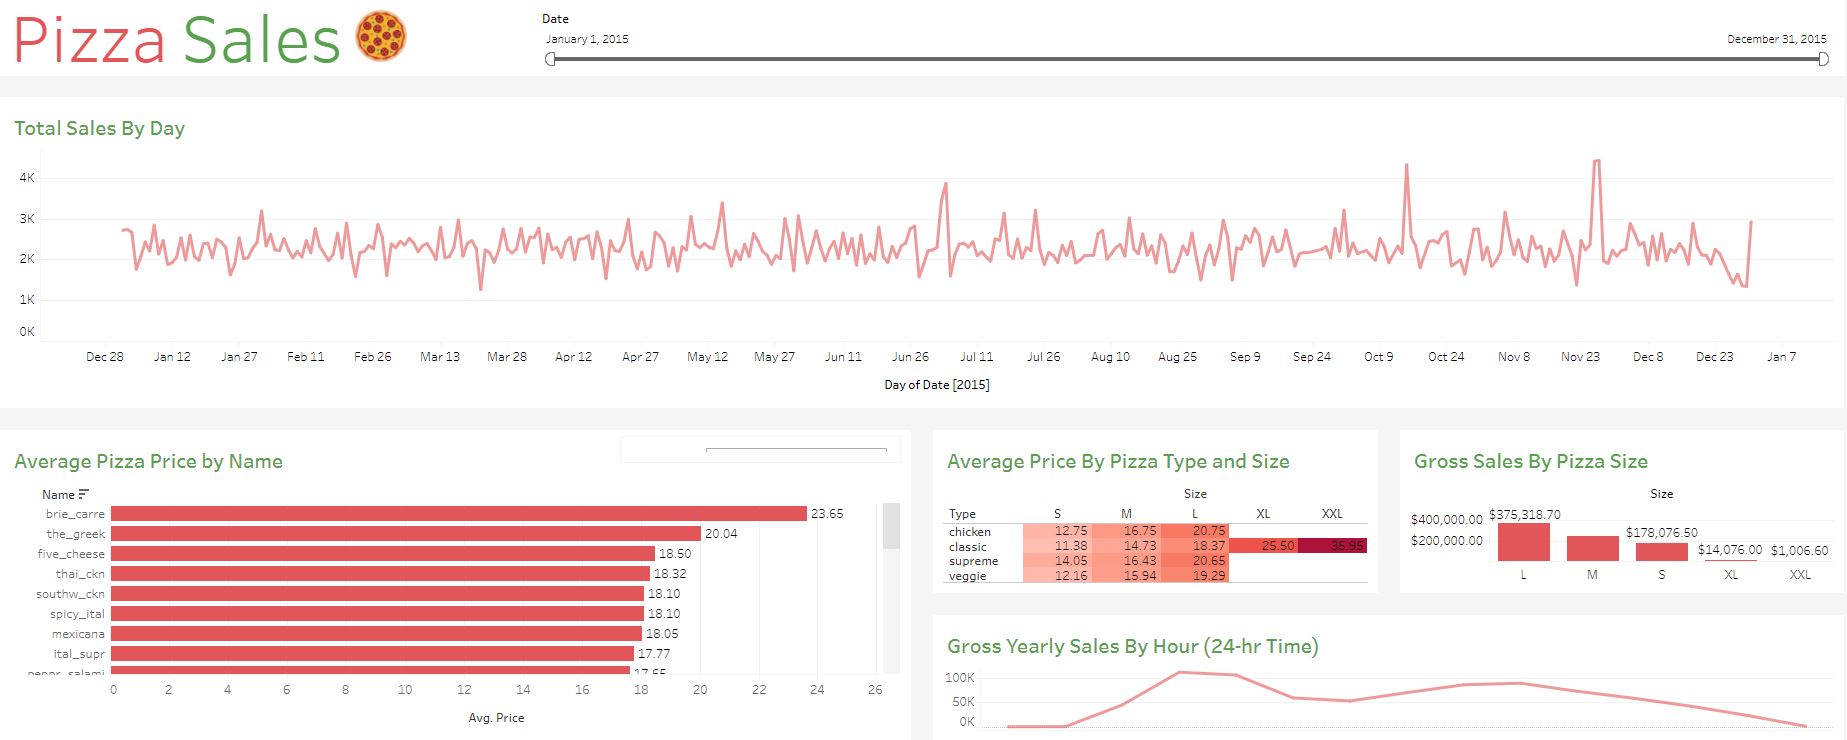 Pizza Sales
Date
January 1, 2015 December 31, 2015
Total Sales By Day
4K
3K
2K
1K
0K
Dec 28 Jan 12 Jan 27 Feb 11 Feb 26 Mar 13 Mar 28 Apr 12 Apr 27 May 12 May 27 Jun 11 Jun 26 Jul 11 Jul 26 Aug 10 Aug 25 Sep 9 Sep 24 Oct 9 Oct 24 Nov 8 Nov 23 Dec 8 Dec 23 Jan 7
Day of Date [2015]
Average Pizza Price by Name
Name
brie_carre 23.65
the_greek 20.04
five_cheese 18.50
thai_ckn 18.32
southw_ckn 18.10
spicy_ital 18.10
mexicana 18.05
ital_supr 17.77
peppr_salami 17.65
0 2 4 6 8 10 12 14 16 18 20 22 24 26
Avg. Price
Average Price By Pizza Type and Size
Size
Type S M L XL XXL
chicken 12.75 16.75 20.75
classic 11.38 14.73 18.37 25.50 35.95
supreme 14.05 16.43 20.65
veggie 12.16 15.94 19.29
Gross Sales By Pizza Size
Size
$400,000.00
$200,000.00
$375,318.70
$178,076.50
$14,076.00
$1,006.60
L M S XL XXL
Gross Yearly Sales By Hour (24-hr Time)
100K
50K
0K